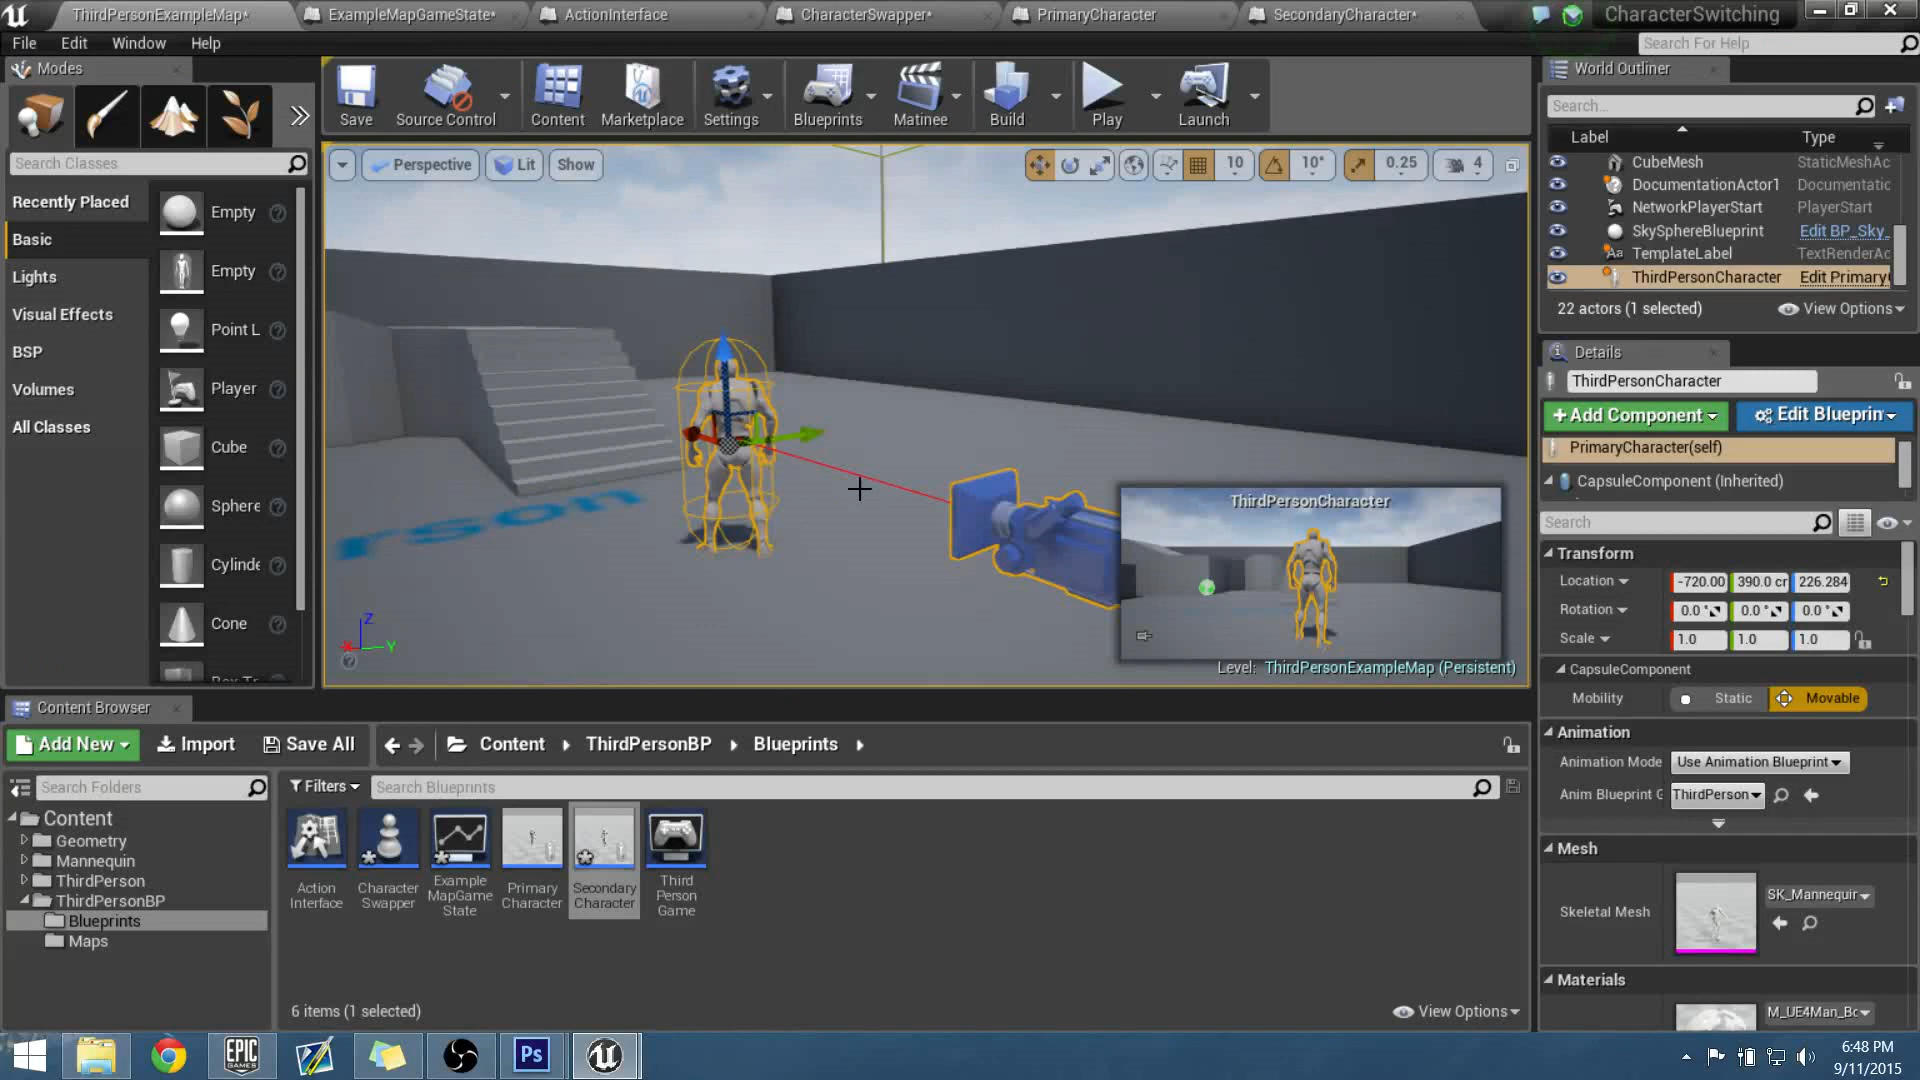 ThirdPersonExampleMap*
ExampleMapGameState*
ActionInterface
CharacterSwapper*
PrimaryCharacter
SecondaryCharacter*
CharacterSwitching
File Edit Window Help
Search For Help
Modes
Search Classes
Recently Placed
Basic
Lights
Visual Effects
BSP
Volumes
All Classes
Empty
Empty
Point L
Player
Cube
Sphere
Cylinde
Cone
Save
Source Control
Content
Marketplace
Settings
Blueprints
Matinee
Build
Play
Launch
Perspective
Lit
Show
10
10°
0.25
4
rson
ThirdPersonCharacter
Level: ThirdPersonExampleMap (Persistent)
Z
X
Y
World Outliner
Search...
Label Type
CubeMesh StaticMeshAc
DocumentationActor1 Documentatic
NetworkPlayerStart PlayerStart
SkySphereBlueprint Edit BP_Sky_
TemplateLabel TextRenderAc
ThirdPersonCharacter Edit Primary
22 actors (1 selected)
View Options
Details
ThirdPersonCharacter
+Add Component
Edit Blueprin
PrimaryCharacter(self)
CapsuleComponent (Inherited)
Search
Transform
Location -720.00 390.0 cr 226.284
Rotation 0.0 ° 0.0 ° 0.0 °
Scale 1.0 1.0 1.0
CapsuleComponent
Mobility Static Movable
Animation
Animation Mode Use Animation Blueprint
Anim Blueprint G ThirdPerson
Mesh
Skeletal Mesh SK_Mannequir
Materials
M_UE4Man_Bc
Content Browser
Add New
Import
Save All
Content
ThirdPersonBP
Blueprints
Search Folders
Filters
Search Blueprints
Content
Geometry
Mannequin
ThirdPerson
ThirdPersonBP
Blueprints
Maps
Action
Interface
Character
Swapper
Example
MapGame
State
Primary
Character
Secondary
Character
Third
Person
Game
6 items (1 selected)
View Options
EPIC
GAMES
Ps
6:48 PM
9/11/2015